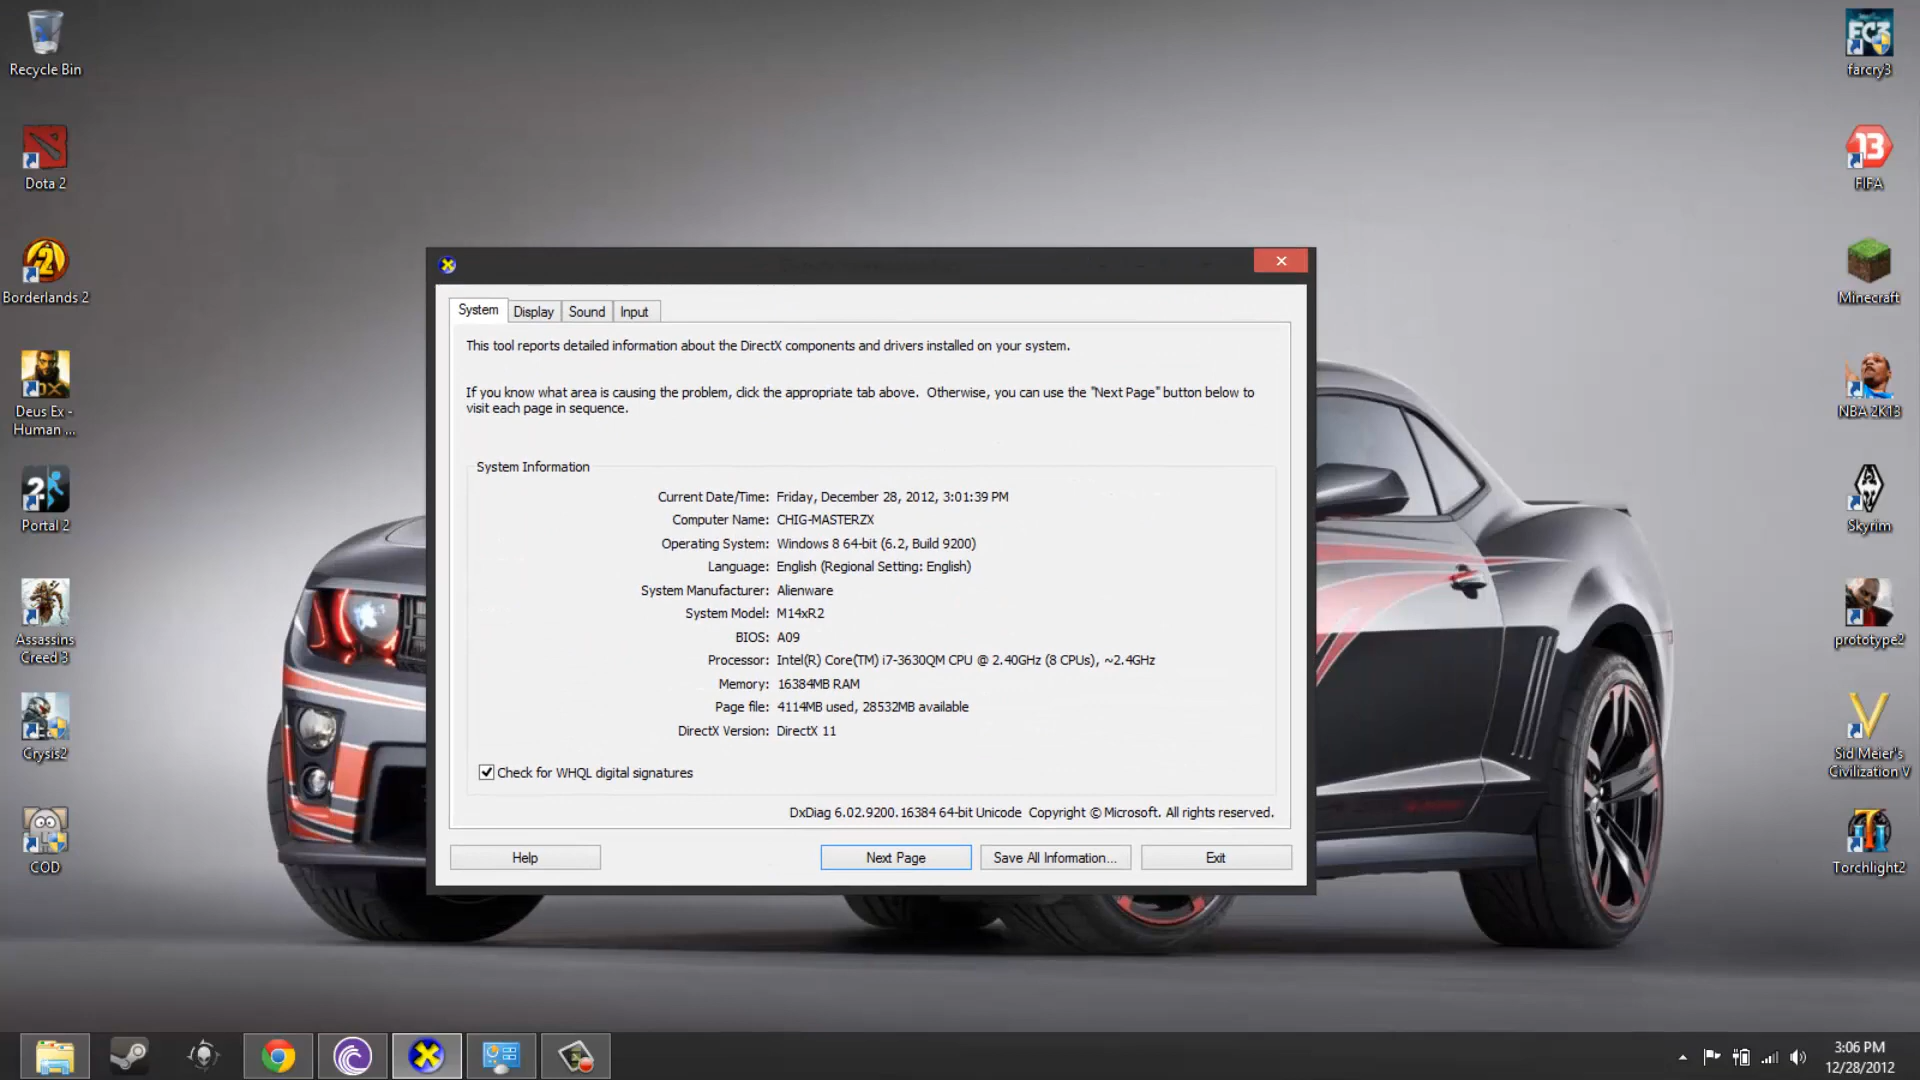 Recycle Bin
Dota 2
Borderlands 2
Deus Ex -
Human ...
Portal 2
Assassins
Creed 3
Crysis2
COD
System
Display
Sound
Input
This tool reports detailed information about the DirectX components and drivers installed on your system.
If you know what area is causing the problem, click the appropriate tab above.  Otherwise, you can use the "Next Page" button below to
visit each page in sequence.
System Information
Current Date/Time: Friday, December 28, 2012, 3:01:39 PM
Computer Name: CHIG-MASTERZX
Operating System: Windows 8 64-bit (6.2, Build 9200)
Language: English (Regional Setting: English)
System Manufacturer: Alienware
System Model: M14xR2
BIOS: A09
Processor: Intel(R) Core(TM) i7-3630QM CPU @ 2.40GHz (8 CPUs), ~2.4GHz
Memory: 16384MB RAM
Page file: 4114MB used, 28532MB available
DirectX Version: DirectX 11
Check for WHQL digital signatures
DxDiag 6.02.9200.16384 64-bit Unicode  Copyright © Microsoft. All rights reserved.
Help
Next Page
Save All Information...
Exit
FC3
farcry3
13
FIFA
Minecraft
NBA 2K13
Skyrim
prototype2
Sid Meier's
Civilization V
Torchlight2
3:06 PM
12/28/2012